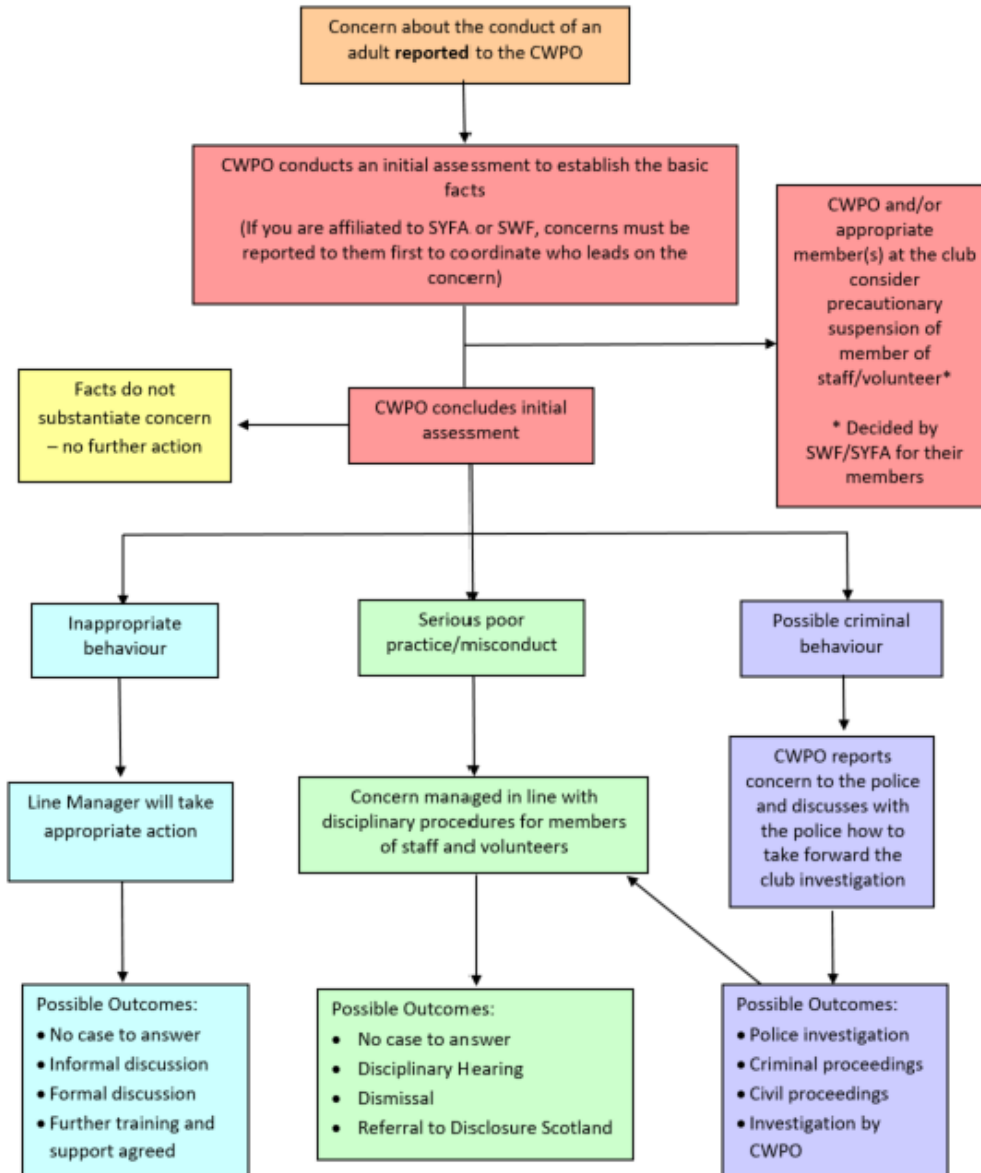 Concern about the conduct of an
adult reported to the CWPO
CWPO conducts an initial assessment to establish the basic
facts
(If you are affiliated to SYFA or SWF, concerns must be
reported to them first to coordinate who leads on the
concern)
CWPO and/or
appropriate
member(s) at the club
consider
precautionary
suspension of
member of
staff/volunteer*
* Decided by
SWF/SYFA for their
members
Facts do not
substantiate concern
– no further action
CWPO concludes initial
assessment
Inappropriate
behaviour
Serious poor
practice/misconduct
Possible criminal
behaviour
Line Manager will take
appropriate action
Concern managed in line with
disciplinary procedures for members
of staff and volunteers
CWPO reports
concern to the police
and discusses with
the police how to
take forward the
club investigation
Possible Outcomes:
• No case to answer
• Informal discussion
• Formal discussion
• Further training and
support agreed
Possible Outcomes:
• No case to answer
• Disciplinary Hearing
• Dismissal
• Referral to Disclosure Scotland
Possible Outcomes:
• Police investigation
• Criminal proceedings
• Civil proceedings
• Investigation by
CWPO